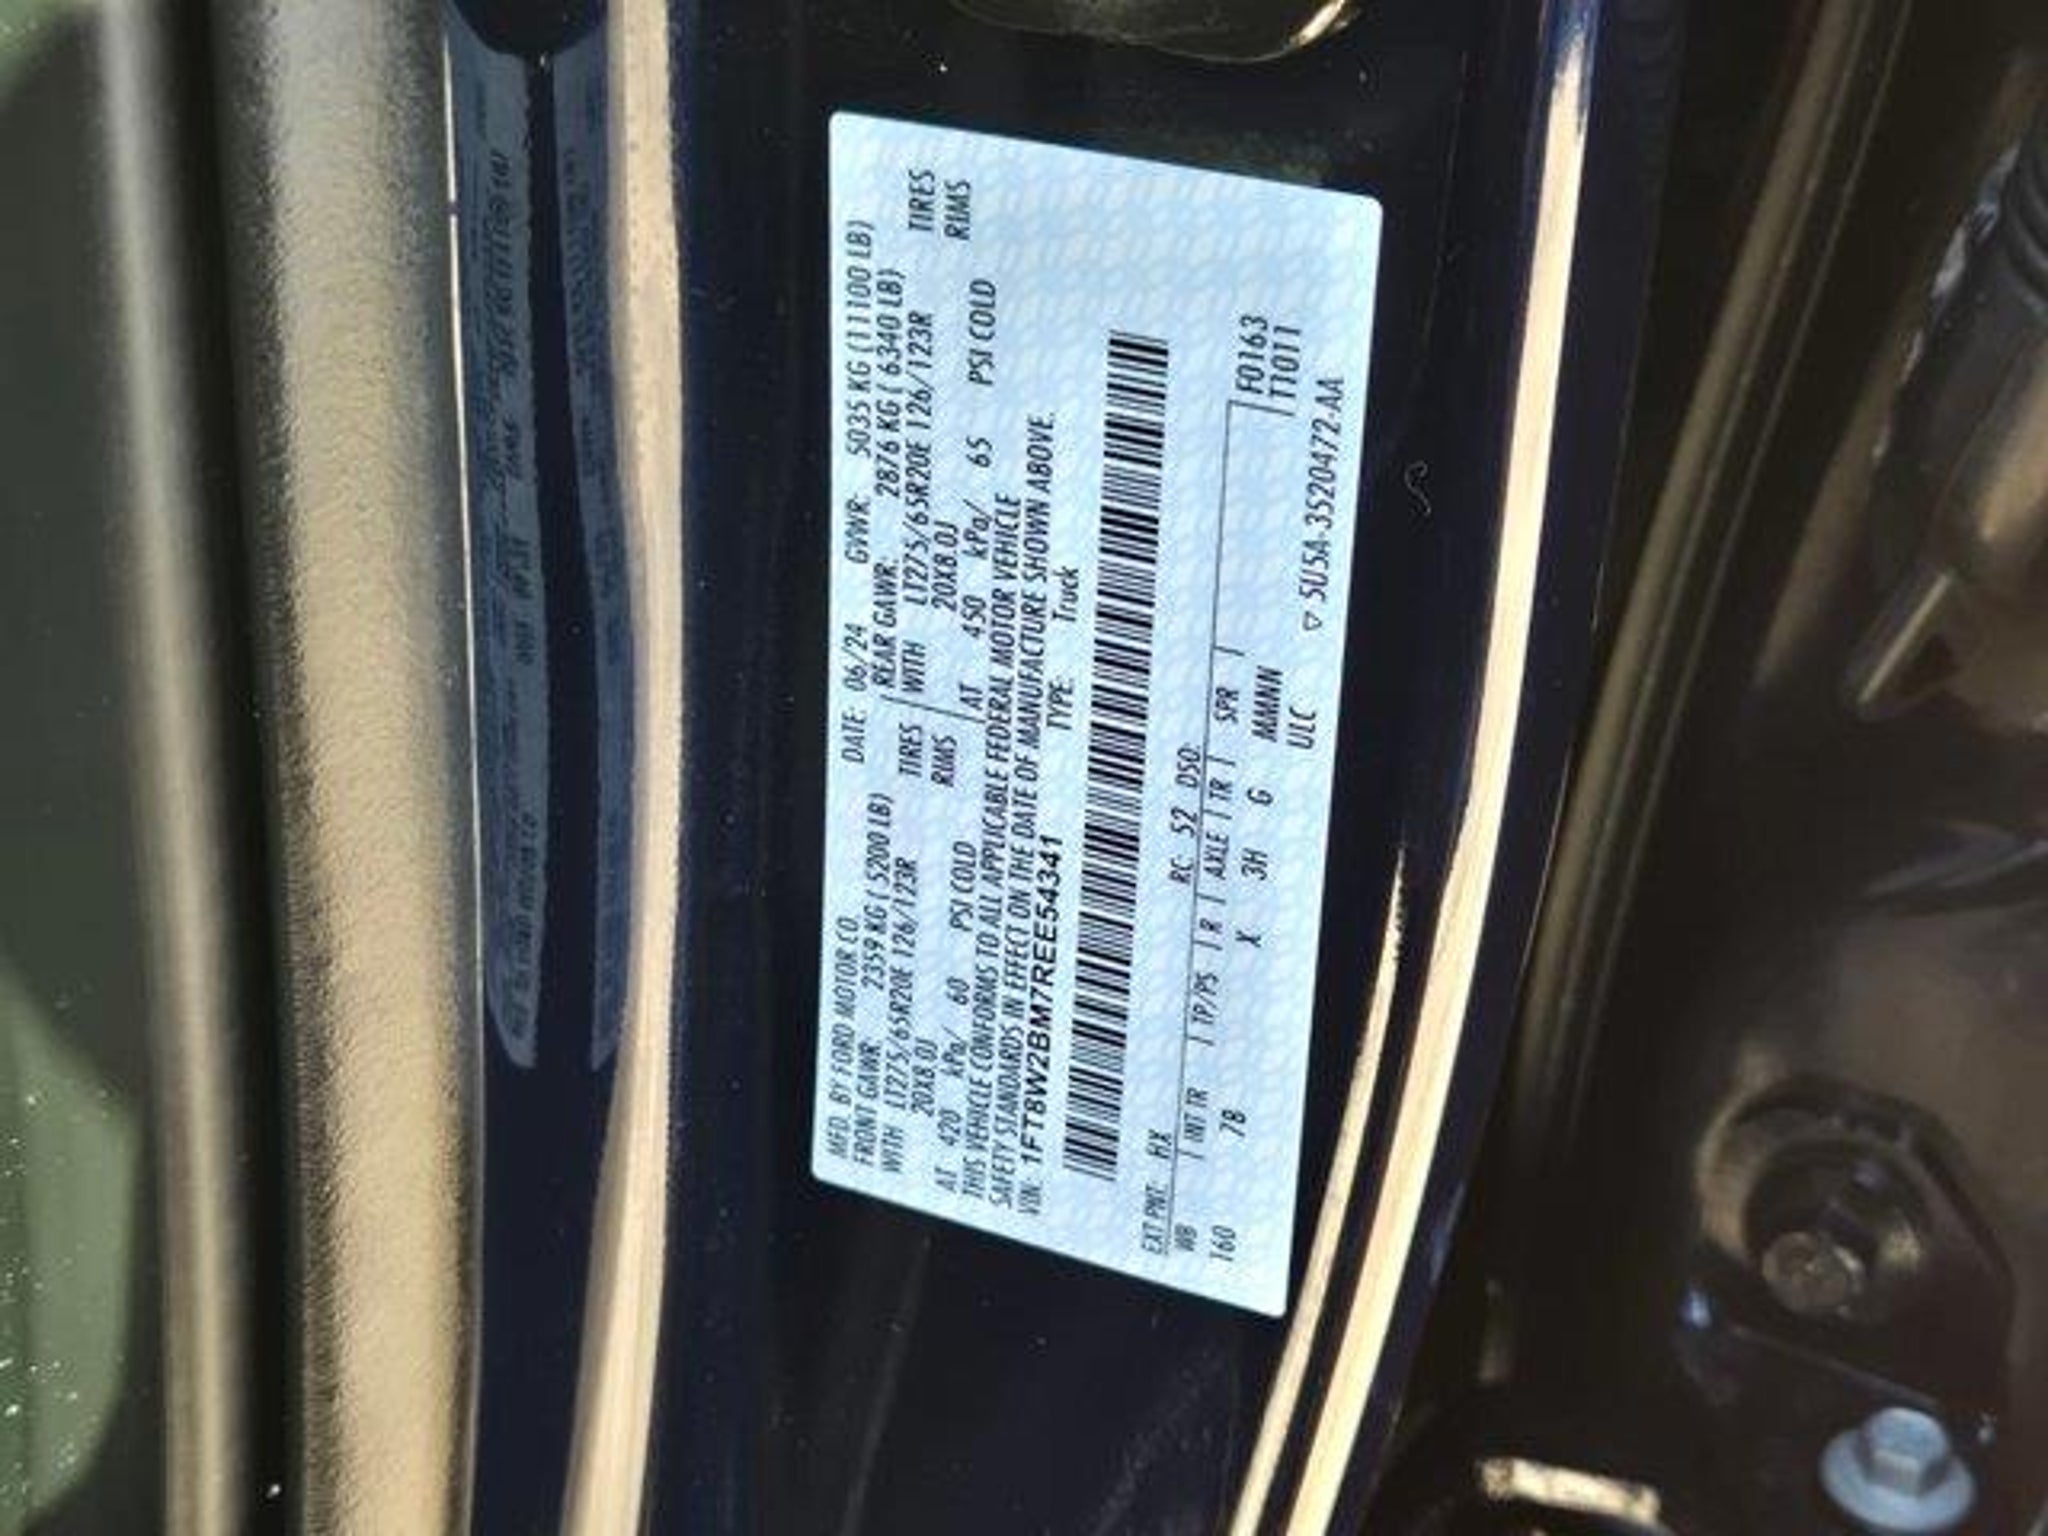 MFD. BY FORD MOTOR CO. DATE: 06/24 GVWR: 5035 KG (11100 LB)
FRONT GAWR: 2359 KG ( 5200 LB) REAR GAWR: 2876 KG ( 6340 LB)
WITH LT275/65R20E 126/123R TIRES WITH LT275/65R20E 126/123R TIRES
20X8.0J RIMS 20X8.0J RIMS
AT 420 kPa/ 60 PSI COLD AT 450 kPa/ 65 PSI COLD
THIS VEHICLE CONFORMS TO ALL APPLICABLE FEDERAL MOTOR VEHICLE
SAFETY STANDARDS IN EFFECT ON THE DATE OF MANUFACTURE SHOWN ABOVE.
VIN: 1FT8W2BM7REE54341 TYPE: Truck
EXT PNT: HX RC: 52 DSO:
WB INT TR TP/PS R AXLE TR SPR F0163
160 7B X 3H G MANN T1011
ULC ▽ 5U5A-3520472-AA